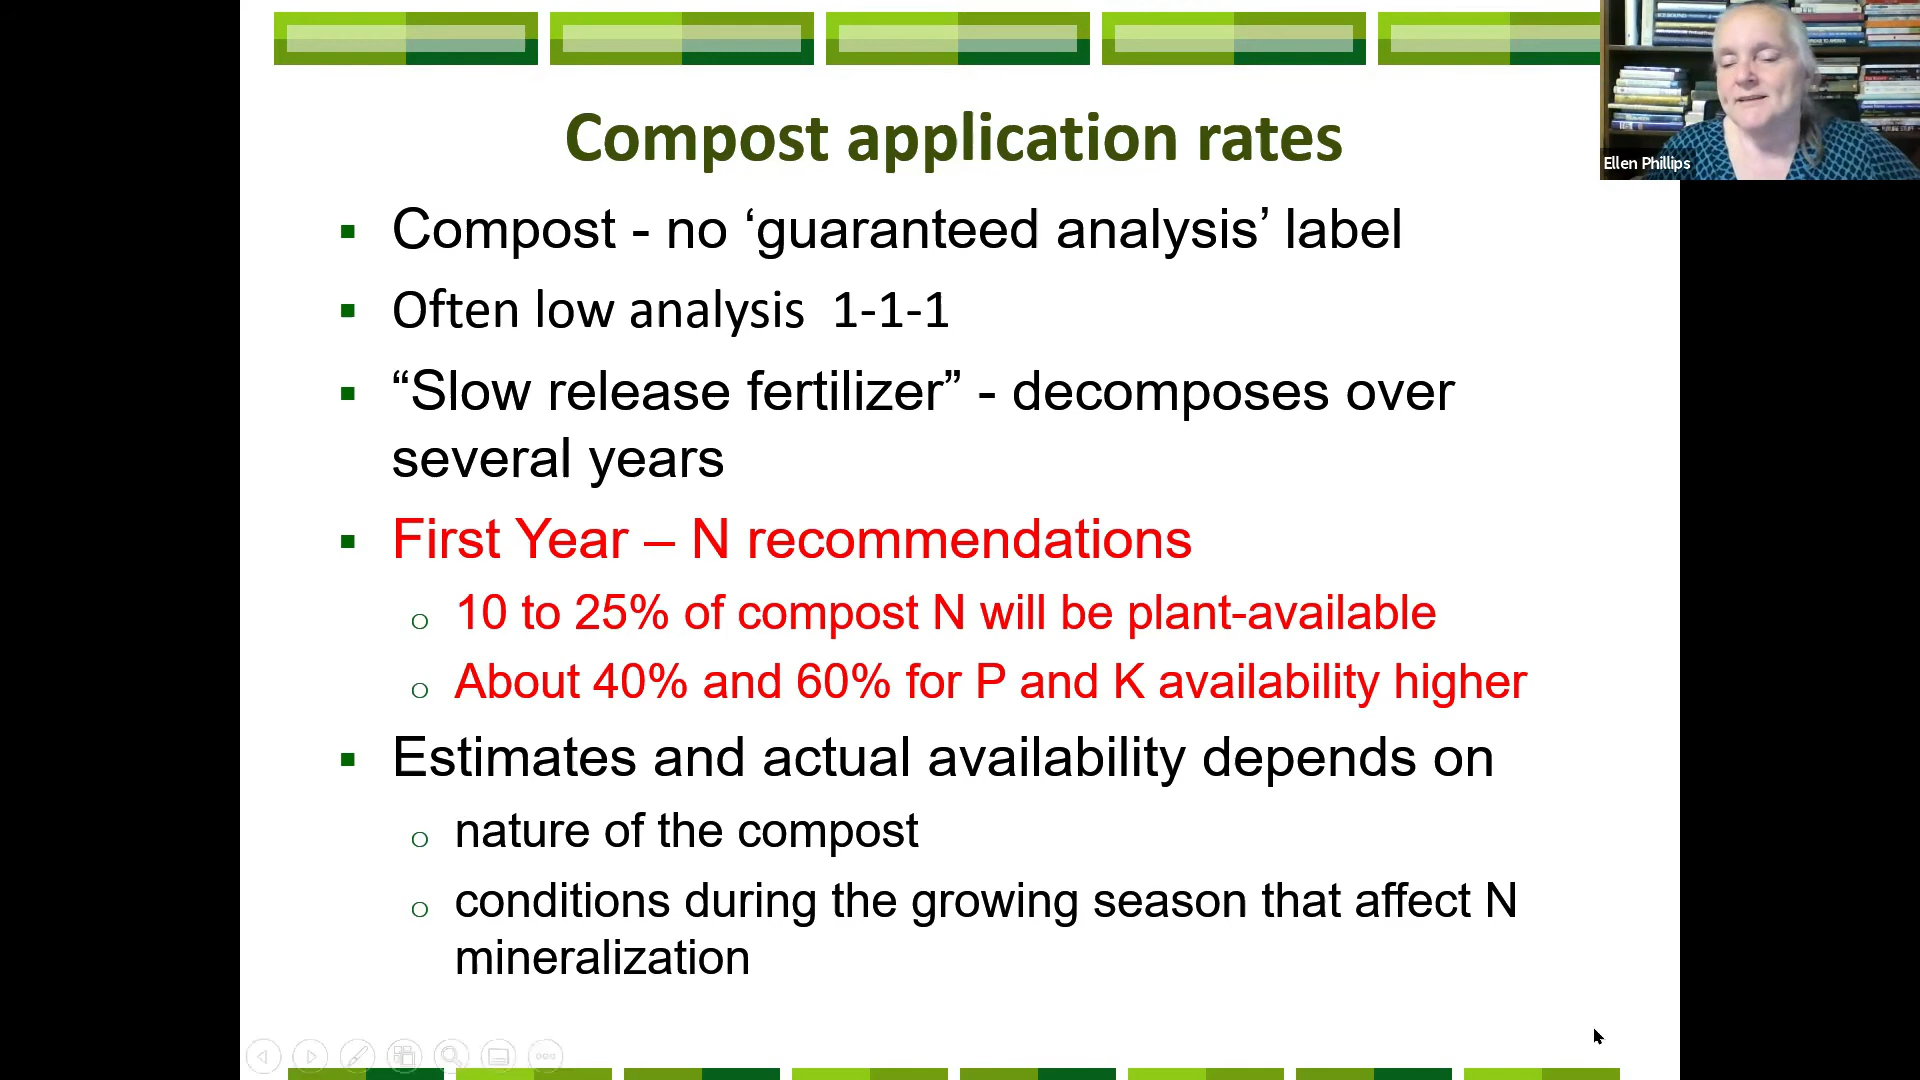 Compost application rates
Ellen Phillips
▪ Compost - no ‘guaranteed analysis’ label
▪ Often low analysis 1-1-1
▪ “Slow release fertilizer” - decomposes over
several years
▪ First Year – N recommendations
o 10 to 25% of compost N will be plant-available
o About 40% and 60% for P and K availability higher
▪ Estimates and actual availability depends on
o nature of the compost
o conditions during the growing season that affect N
mineralization